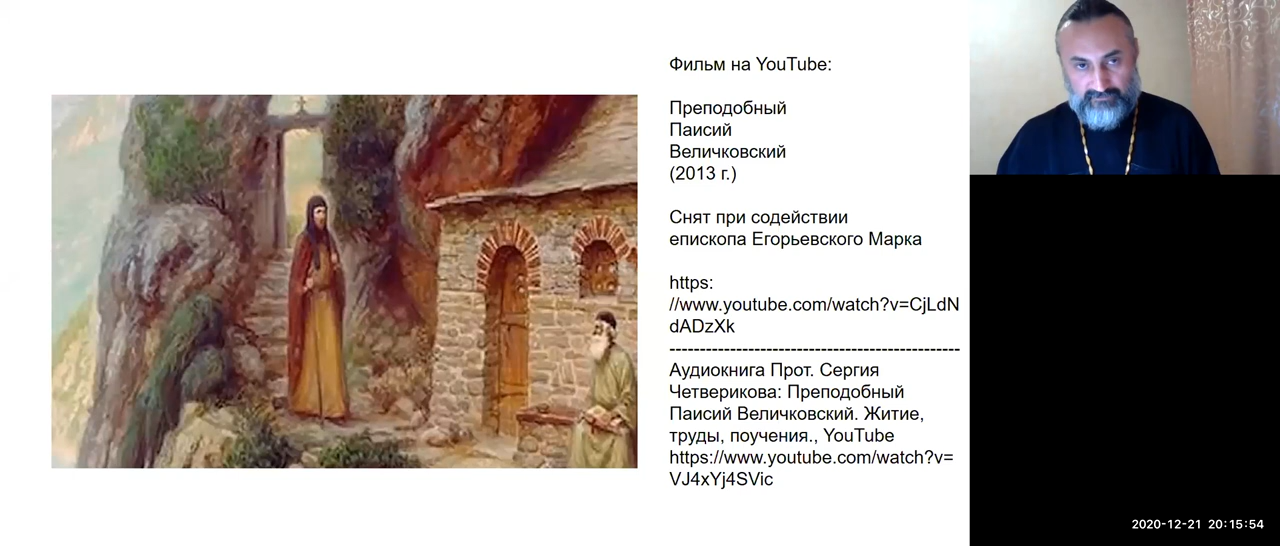 Фильм на YouTube:
Преподобный
Паисий
Величковский
(2013 г.)
Снят при содействии
епископа Егорьевского Марка
https:
//www.youtube.com/watch?v=CjLdN
dADzXk
------------------------------------------------
Аудиокнига Прот. Сергия
Четверикова: Преподобный
Паисий Величковский. Житие,
труды, поучения., YouTube
https://www.youtube.com/watch?v=
VJ4xYj4SVic
2020-12-21 20:15:54